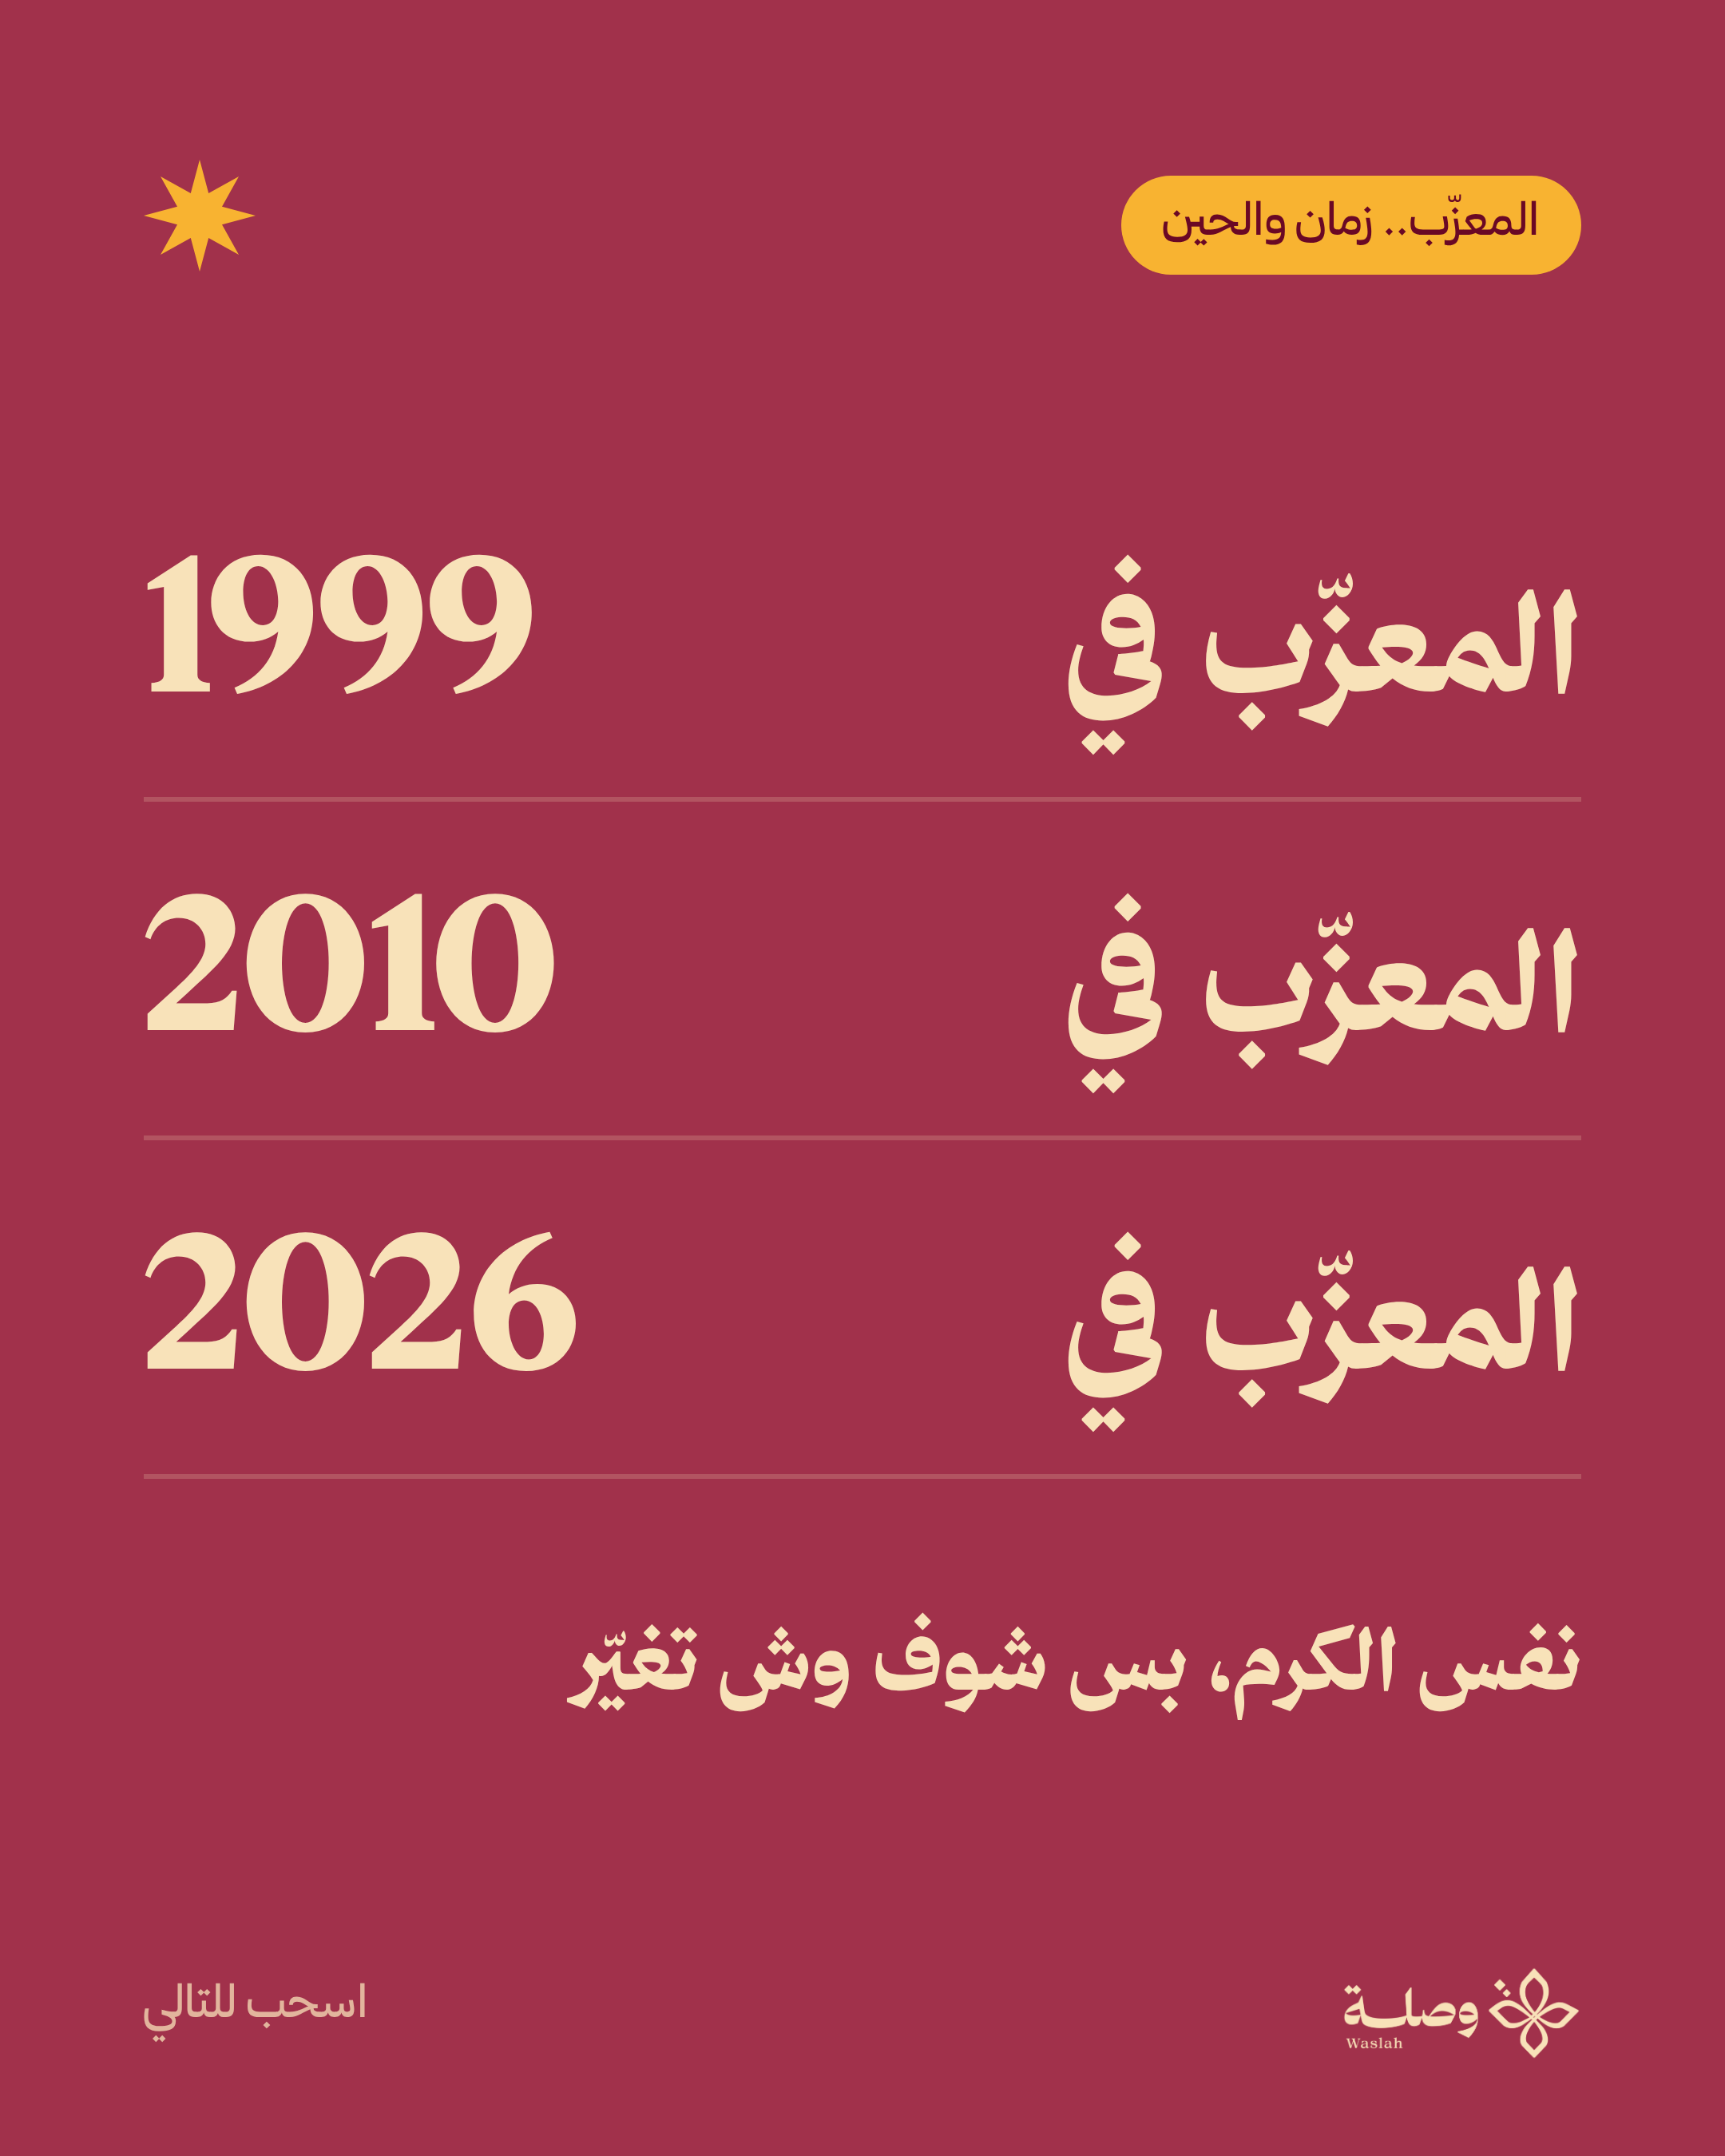 المعزّب.. زمان والحين
المعزّب في 1999
المعزّب في 2010
المعزّب في 2026
نفس الكرم، بس شوف وش تغيّر
وصلة
Waslah
اسحب للتالي